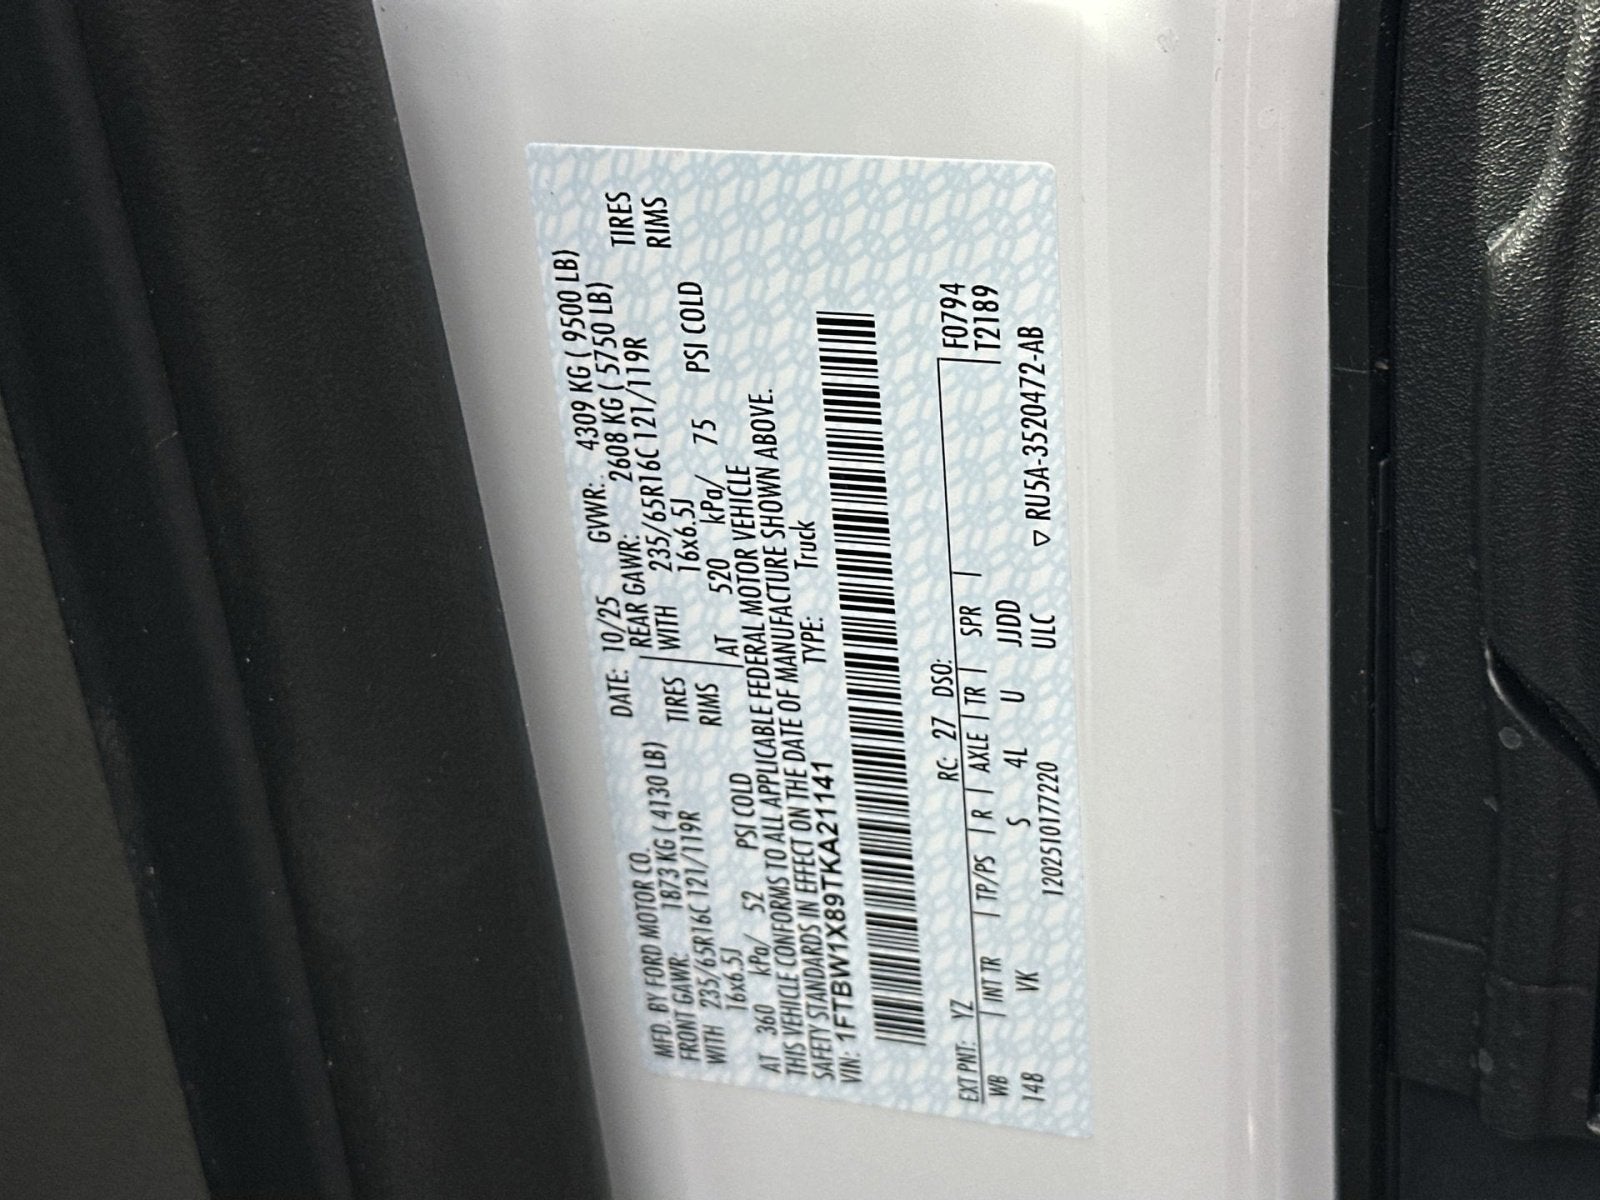 MFD. BY FORD MOTOR CO.
DATE: 10/25 GVWR: 4309 KG ( 9500 LB)
FRONT GAWR: 1873 KG ( 4130 LB) REAR GAWR: 2608 KG ( 5750 LB)
WITH 235/65R16C 121/119R TIRES WITH 235/65R16C 121/119R TIRES
16x6.5J RIMS 16x6.5J RIMS
AT 360 kPa/ 52 PSI COLD AT 520 kPa/ 75 PSI COLD
THIS VEHICLE CONFORMS TO ALL APPLICABLE FEDERAL MOTOR VEHICLE
SAFETY STANDARDS IN EFFECT ON THE DATE OF MANUFACTURE SHOWN ABOVE.
VIN: 1FTBW1X89TKA21141 TYPE: Truck
EXT PNT: YZ RC: 27 DSO: F0794
WB INT TR TP/PS R AXLE TR SPR T2189
148 VK S 4L U JJDD
1202510177220 ULC ▽ RU5A-3520472-AB